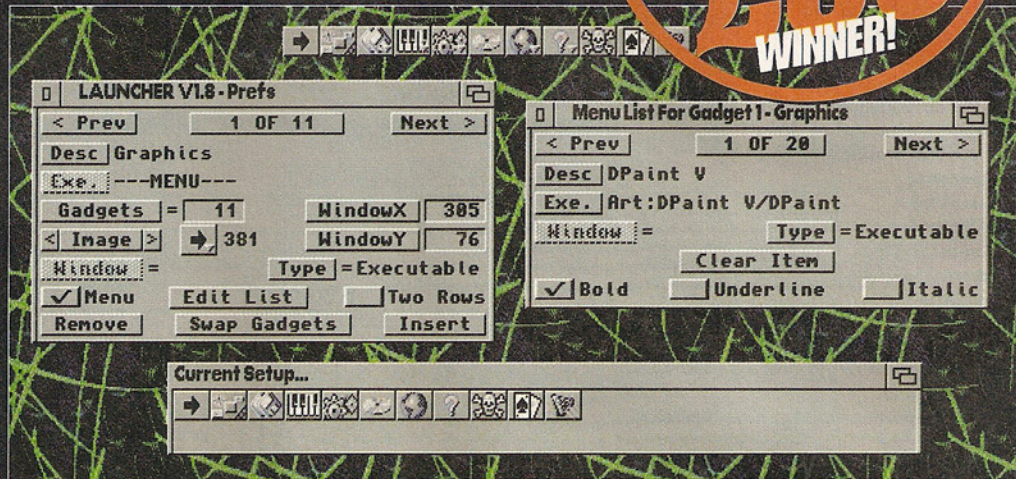 WINNER!
LAUNCHER V1.8 - Prefs
< Prev 1 OF 11 Next >
Desc Graphics
Exe. ---MENU---
Gadgets = 11 WindowX 305
< Image > 381 WindowY 76
Window = Type =Executable
✓ Menu Edit List Two Rows
Remove Swap Gadgets Insert
Menu List For Gadget 1 - Graphics
< Prev 1 OF 20 Next >
Desc DPaint V
Exe. Art:DPaint V/DPaint
Window = Type =Executable
Clear Item
✓ Bold Underline Italic
Current Setup...
?